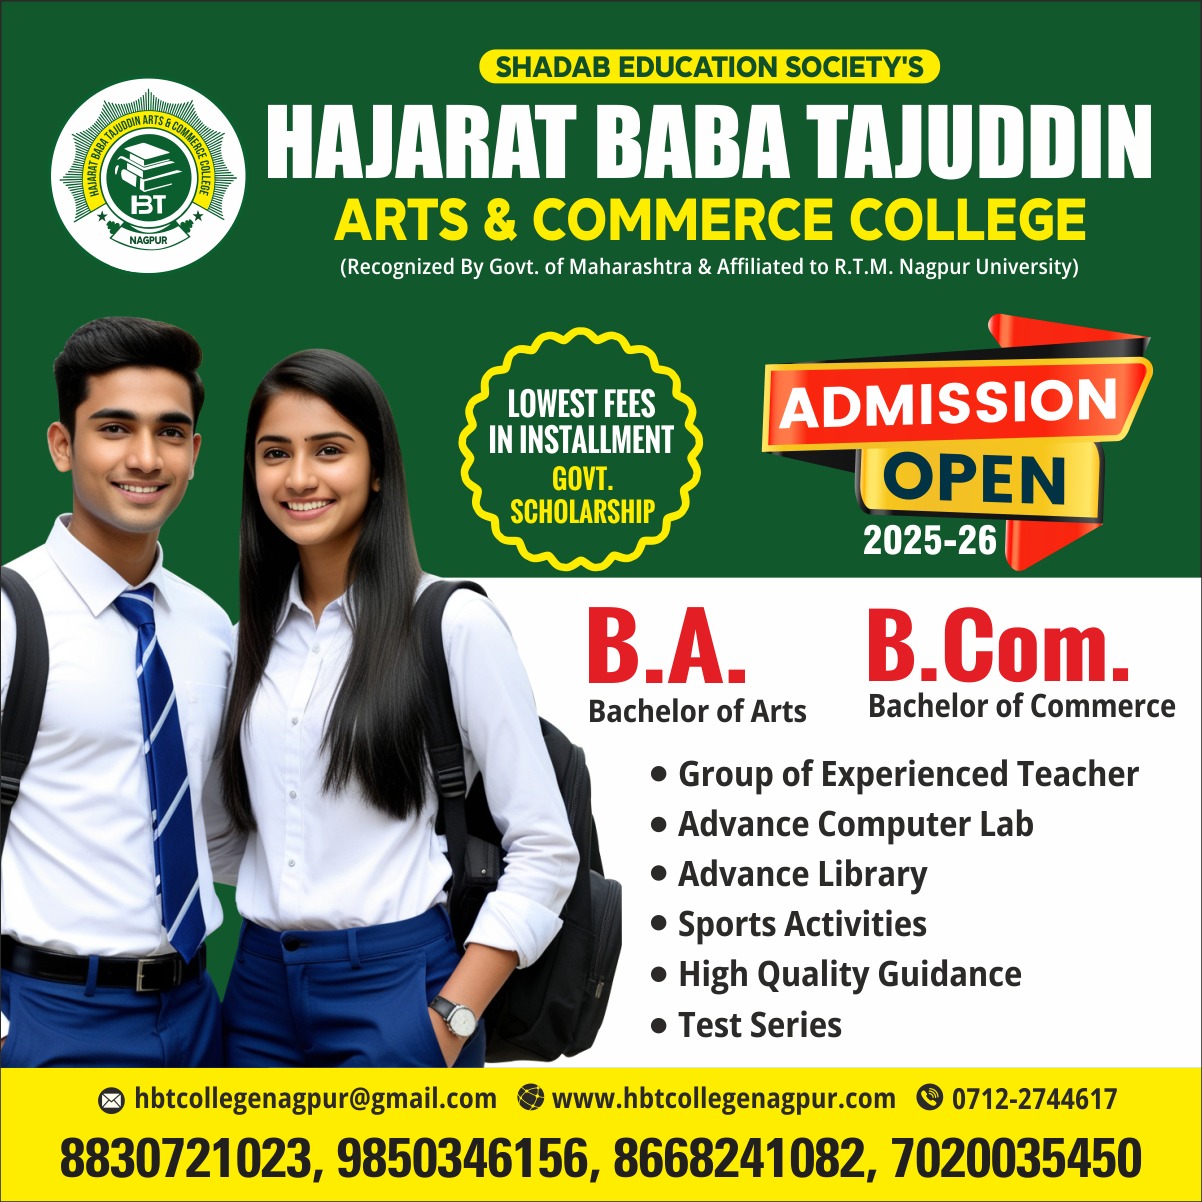 SHADAB EDUCATION SOCIETY'S
HAJARAT BABA TAJUDDIN ARTS & COMMERCE COLLEGE
HBT
NAGPUR
HAJARAT BABA TAJUDDIN
ARTS & COMMERCE COLLEGE
(Recognized By Govt. of Maharashtra & Affiliated to R.T.M. Nagpur University)
LOWEST FEES
IN INSTALLMENT
GOVT.
SCHOLARSHIP
ADMISSION
OPEN
2025-26
B.A.
Bachelor of Arts
B.Com.
Bachelor of Commerce
• Group of Experienced Teacher
• Advance Computer Lab
• Advance Library
• Sports Activities
• High Quality Guidance
• Test Series
hbtcollegenagpur@gmail.com www.hbtcollegenagpur.com 0712-2744617
8830721023, 9850346156, 8668241082, 7020035450